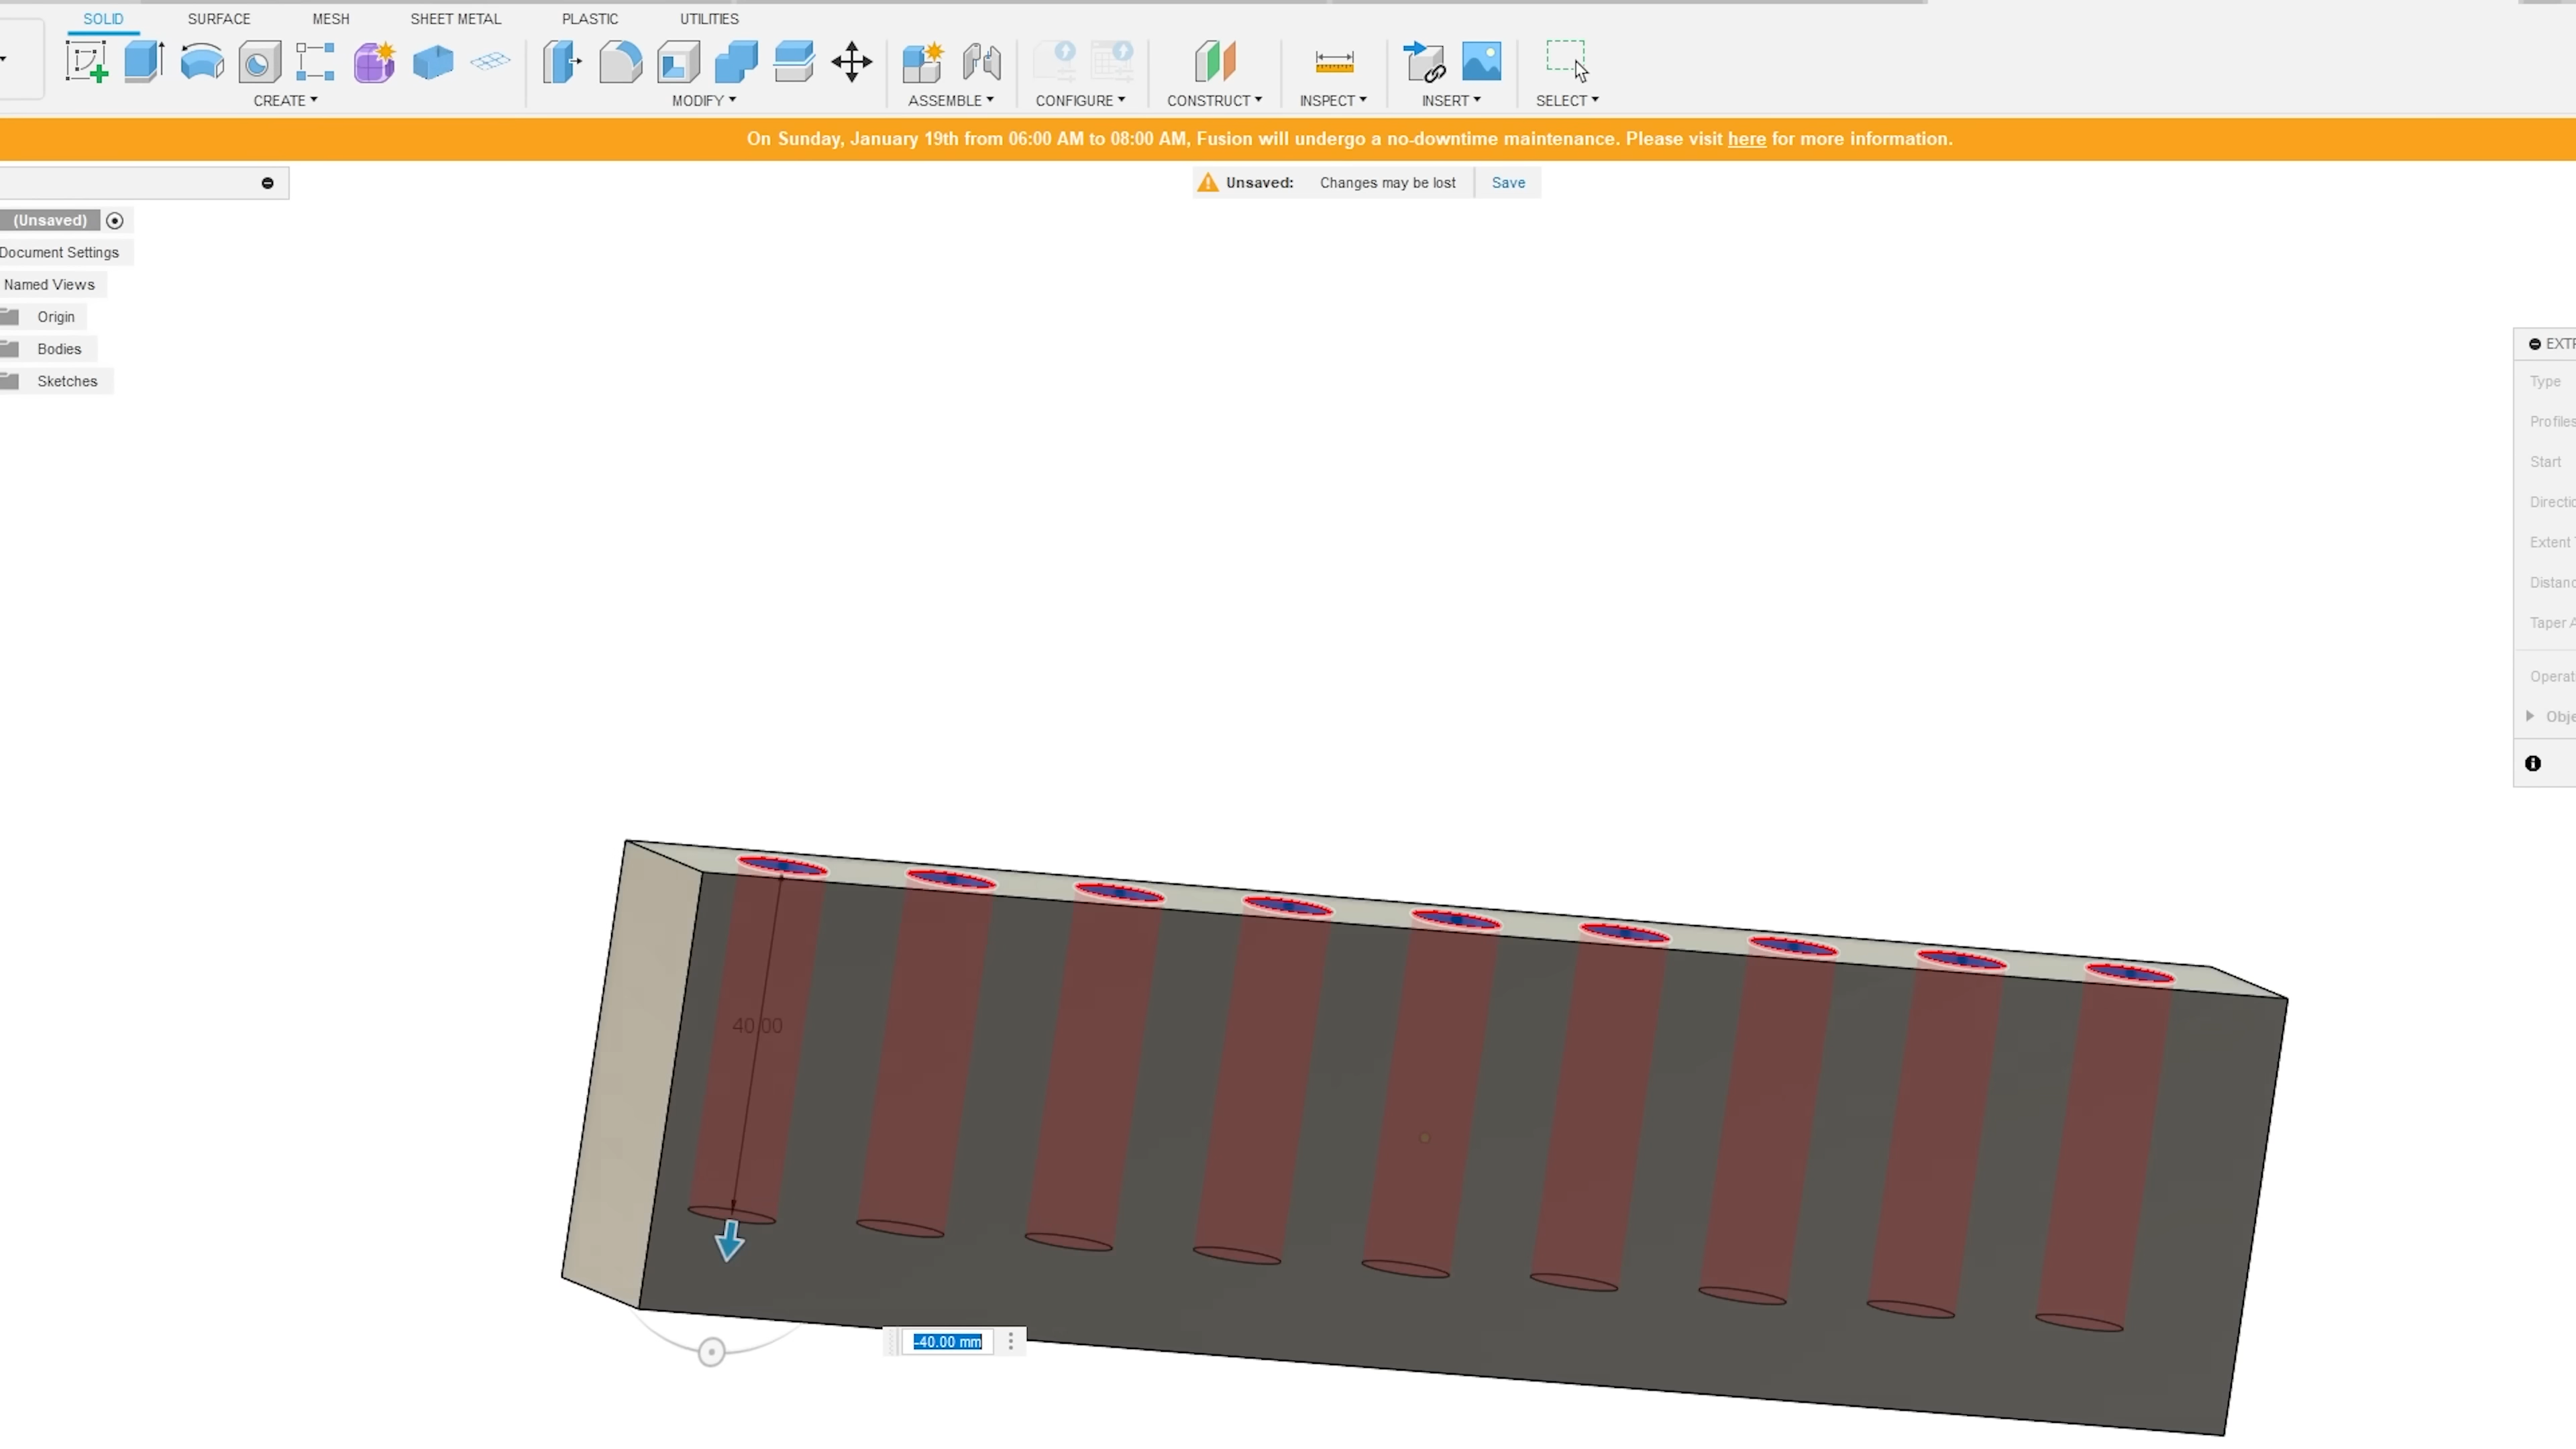 SOLID SURFACE MESH SHEET METAL PLASTIC UTILITIES
CREATE MODIFY ASSEMBLE CONFIGURE CONSTRUCT INSPECT INSERT SELECT
On Sunday, January 19th from 06:00 AM to 08:00 AM, Fusion will undergo a no-downtime maintenance. Please visit here for more information.
Unsaved: Changes may be lost Save
(Unsaved)
Document Settings
Named Views
Origin
Bodies
Sketches
EXTR
Type
Profiles
Start
Directio
Extent
Distanc
Taper A
Operat
Obje
40.00
-40.00 mm